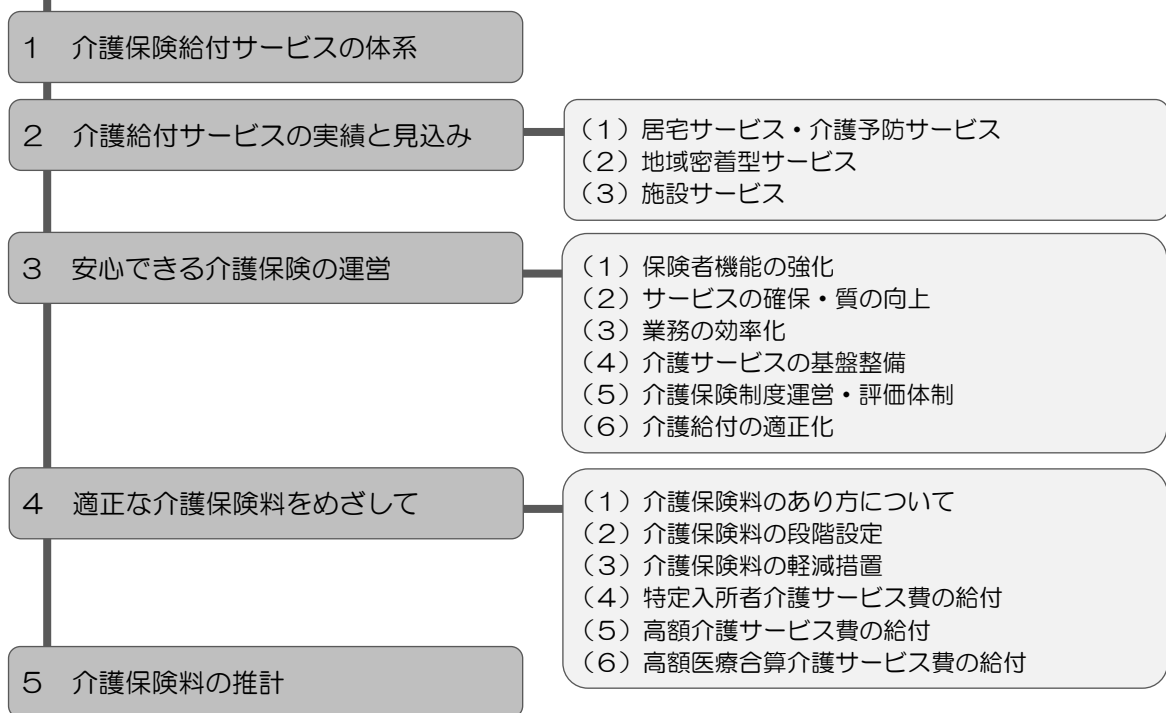 １　介護保険給付サービスの体系
２　介護給付サービスの実績と見込み
（１）居宅サービス・介護予防サービス
（２）地域密着型サービス
（３）施設サービス
３　安心できる介護保険の運営
（１）保険者機能の強化
（２）サービスの確保・質の向上
（３）業務の効率化
（４）介護サービスの基盤整備
（５）介護保険制度運営・評価体制
（６）介護給付の適正化
４　適正な介護保険料をめざして
（１）介護保険料のあり方について
（２）介護保険料の段階設定
（３）介護保険料の軽減措置
（４）特定入所者介護サービス費の給付
（５）高額介護サービス費の給付
（６）高額医療合算介護サービス費の給付
５　介護保険料の推計